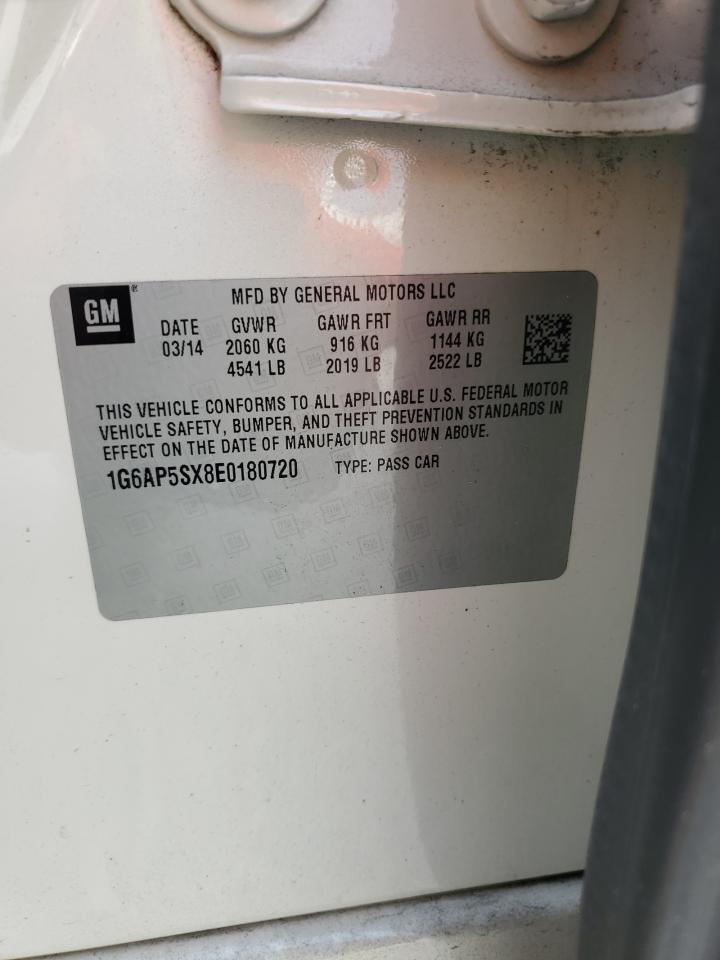 GM
MFD BY GENERAL MOTORS LLC
DATE GVWR GAWR FRT GAWR RR
03/14 2060 KG 916 KG 1144 KG
4541 LB 2019 LB 2522 LB
THIS VEHICLE CONFORMS TO ALL APPLICABLE U.S. FEDERAL MOTOR
VEHICLE SAFETY, BUMPER, AND THEFT PREVENTION STANDARDS IN
EFFECT ON THE DATE OF MANUFACTURE SHOWN ABOVE.
1G6AP5SX8E0180720 TYPE: PASS CAR